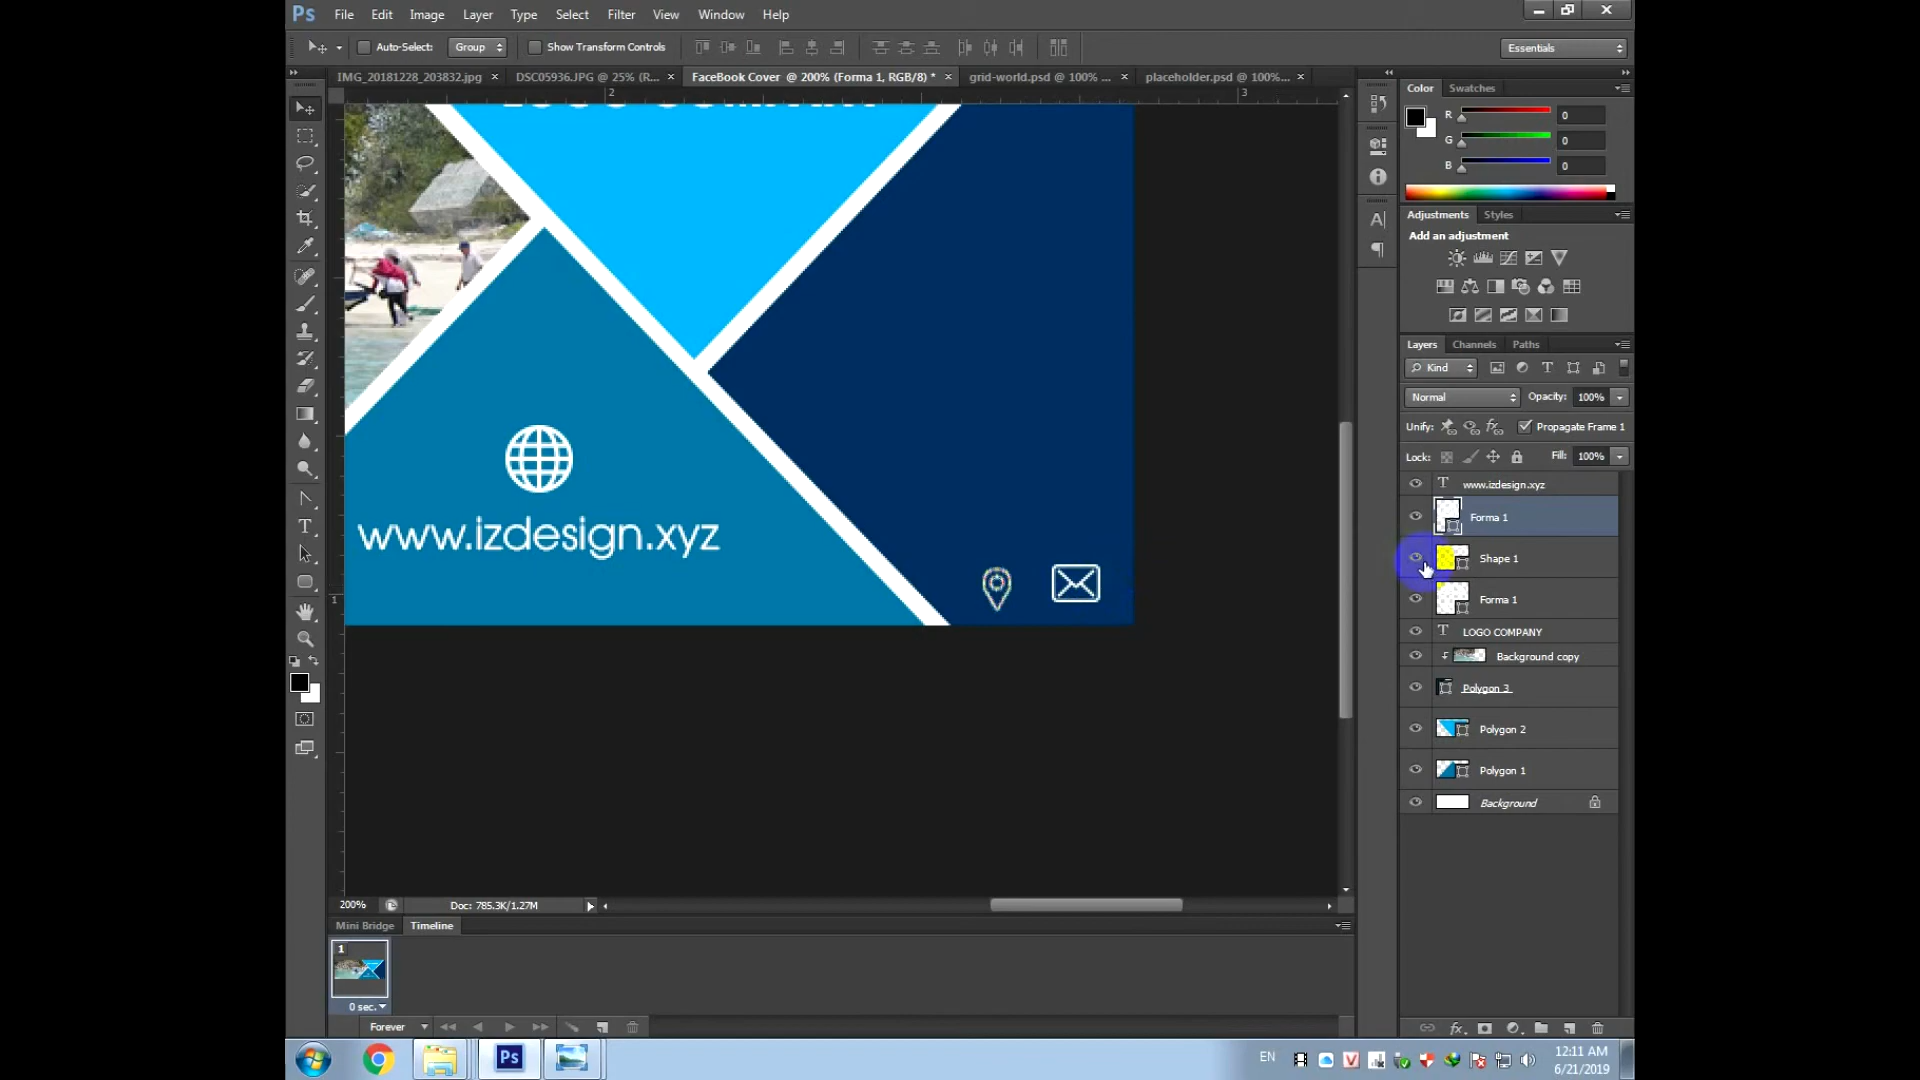 Ps File Edit Image Layer Type Select Filter View Window Help
Auto-Select: Group Show Transform Controls Essentials
IMG_20181228_203832.jpg × DSC05936.JPG @ 25% (R... × FaceBook Cover @ 200% (Forma 1, RGB/8) * × grid-world.psd @ 100% ... × placeholder.psd @ 100%... ×
2 3
Color Swatches
R 0
G 0
B 0
Adjustments Styles
Add an adjustment
Layers Channels Paths
Kind
Normal Opacity: 100%
Unify: Propagate Frame 1
Lock: Fill: 100%
www.izdesign.xyz
Forma 1
Shape 1
Forma 1
LOGO COMPANY
Background copy
Polygon 3
Polygon 2
Polygon 1
Background
www.izdesign.xyz
1
200% Doc: 785.3K/1.27M
Mini Bridge Timeline
1
0 sec.
Forever
Ps EN 12:11 AM
6/21/2019